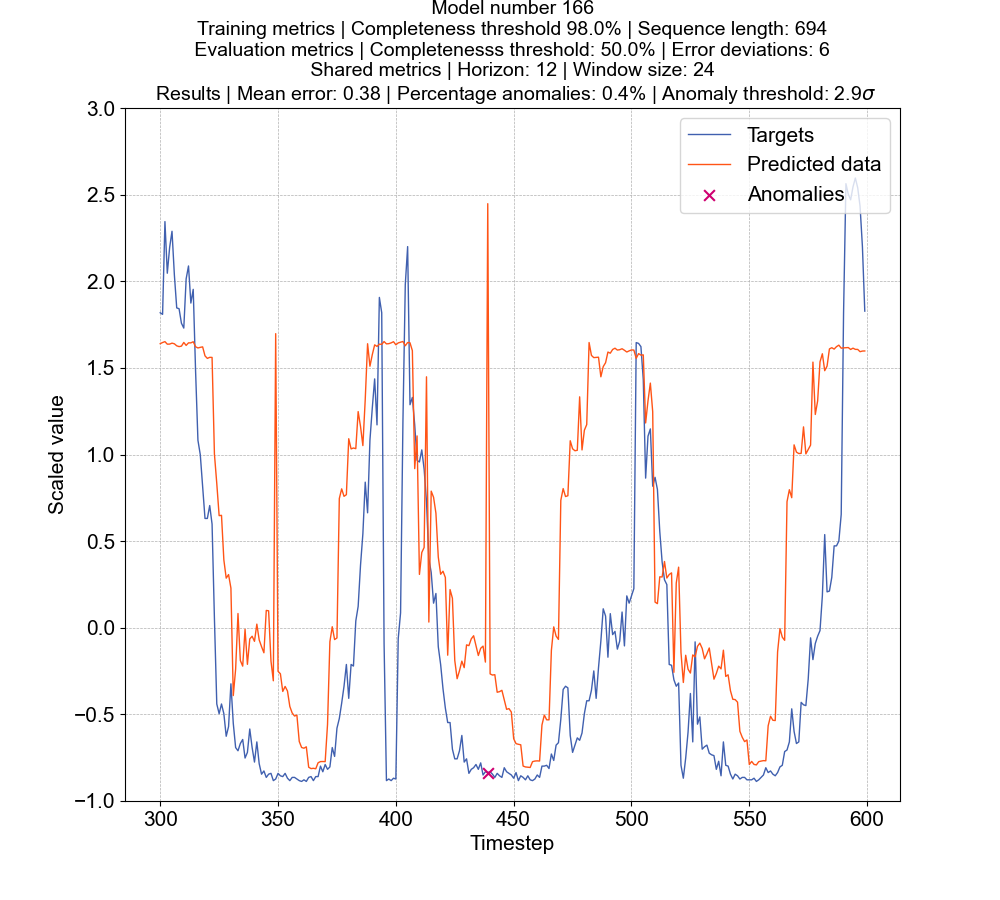 Model number 166
Training metrics | Completeness threshold 98.0% | Sequence length: 694
Evaluation metrics | Completenesss threshold: 50.0% | Error deviations: 6
Shared metrics | Horizon: 12 | Window size: 24
Results | Mean error: 0.38 | Percentage anomalies: 0.4% | Anomaly threshold: 2.9σ
Targets
Predicted data
Anomalies
3.0
2.5
2.0
1.5
1.0
0.5
0.0
−0.5
−1.0
Scaled value
300
350
400
450
500
550
600
Timestep